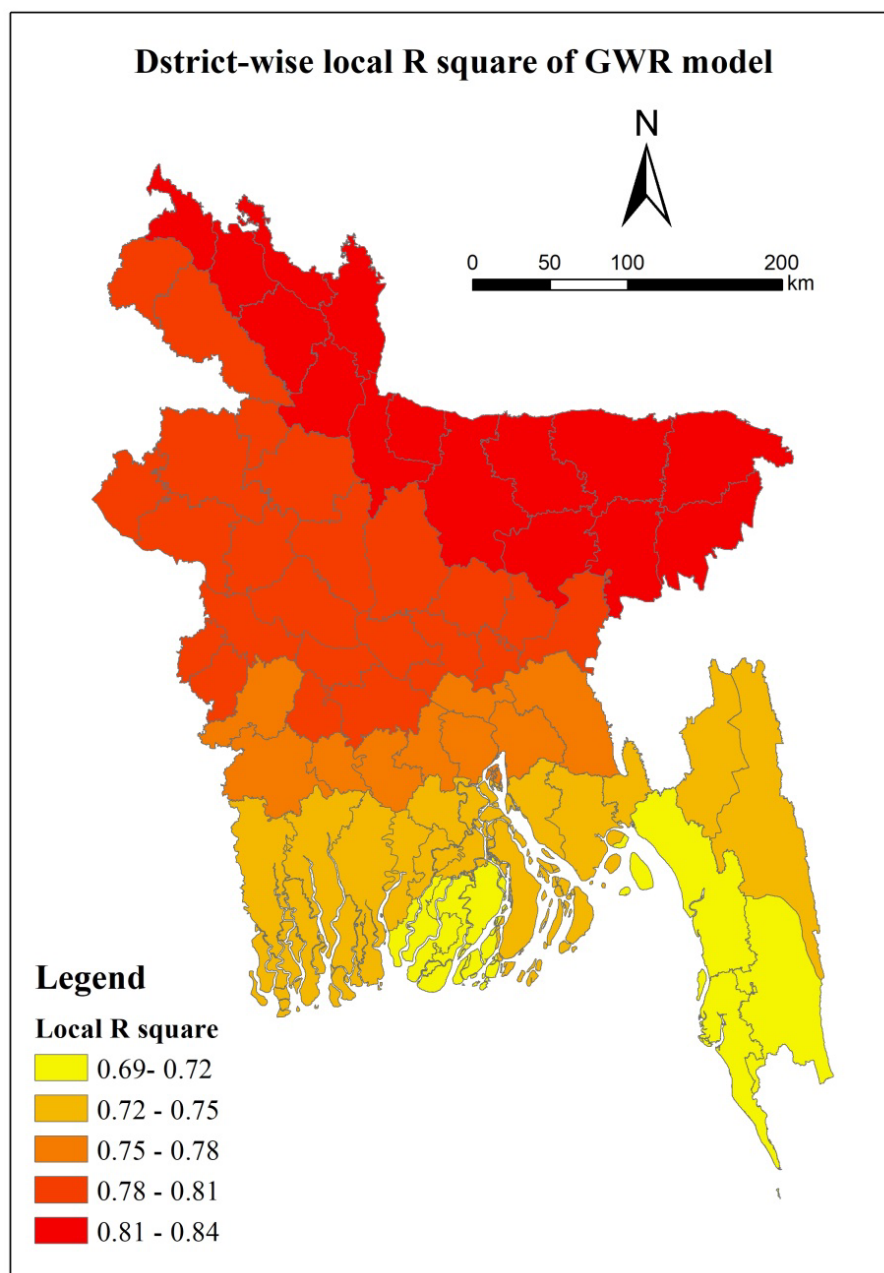 Dstrict-wise local R square of GWR model
N
0 50 100 200
km
Legend
Local R square
0.69- 0.72
0.72 - 0.75
0.75 - 0.78
0.78 - 0.81
0.81 - 0.84